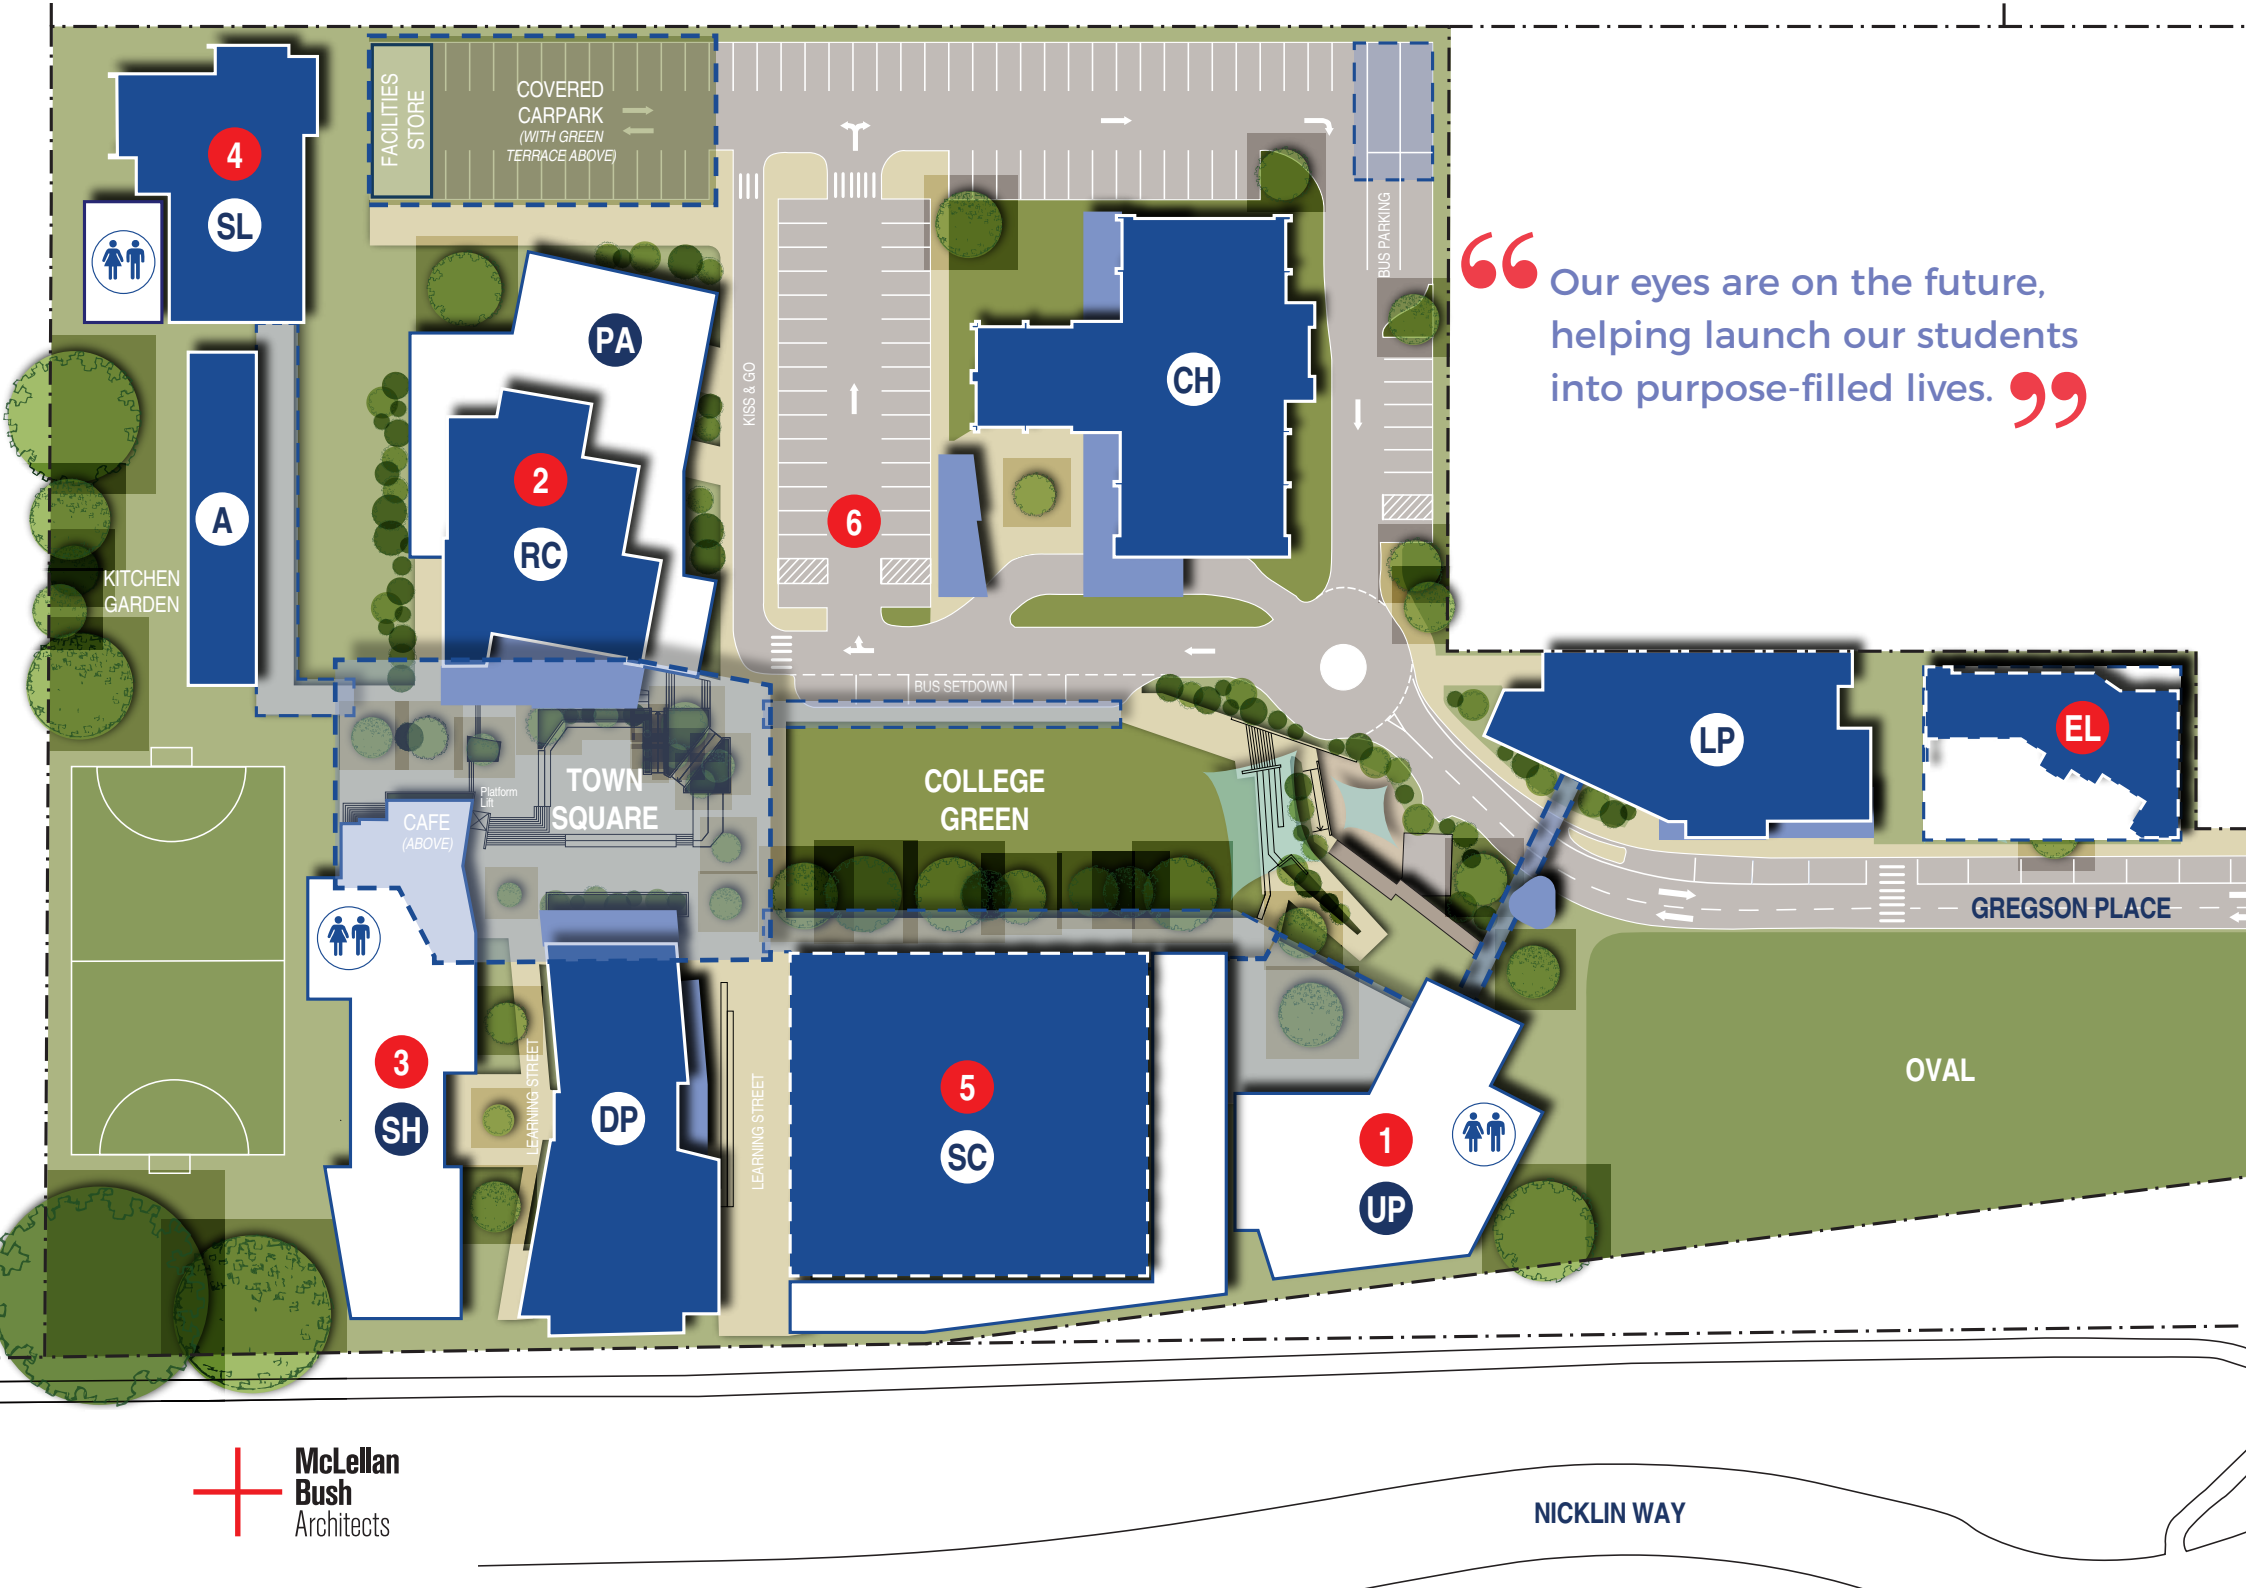 FACILITIES
STORE
COVERED
CARPARK
(WITH GREEN
TERRACE ABOVE)
4
SL
BUS PARKING
“ Our eyes are on the future,
helping launch our students
into purpose-filled lives. ”
PA
CH
KISS & GO
2
RC
6
A
KITCHEN
GARDEN
BUS SETDOWN
LP
EL
TOWN
SQUARE
Platform
Lift
COLLEGE
GREEN
CAFE
(ABOVE)
GREGSON PLACE
3
SH
LEARNING STREET
DP
LEARNING STREET
5
SC
1
UP
OVAL
McLellan
Bush
Architects
NICKLIN WAY